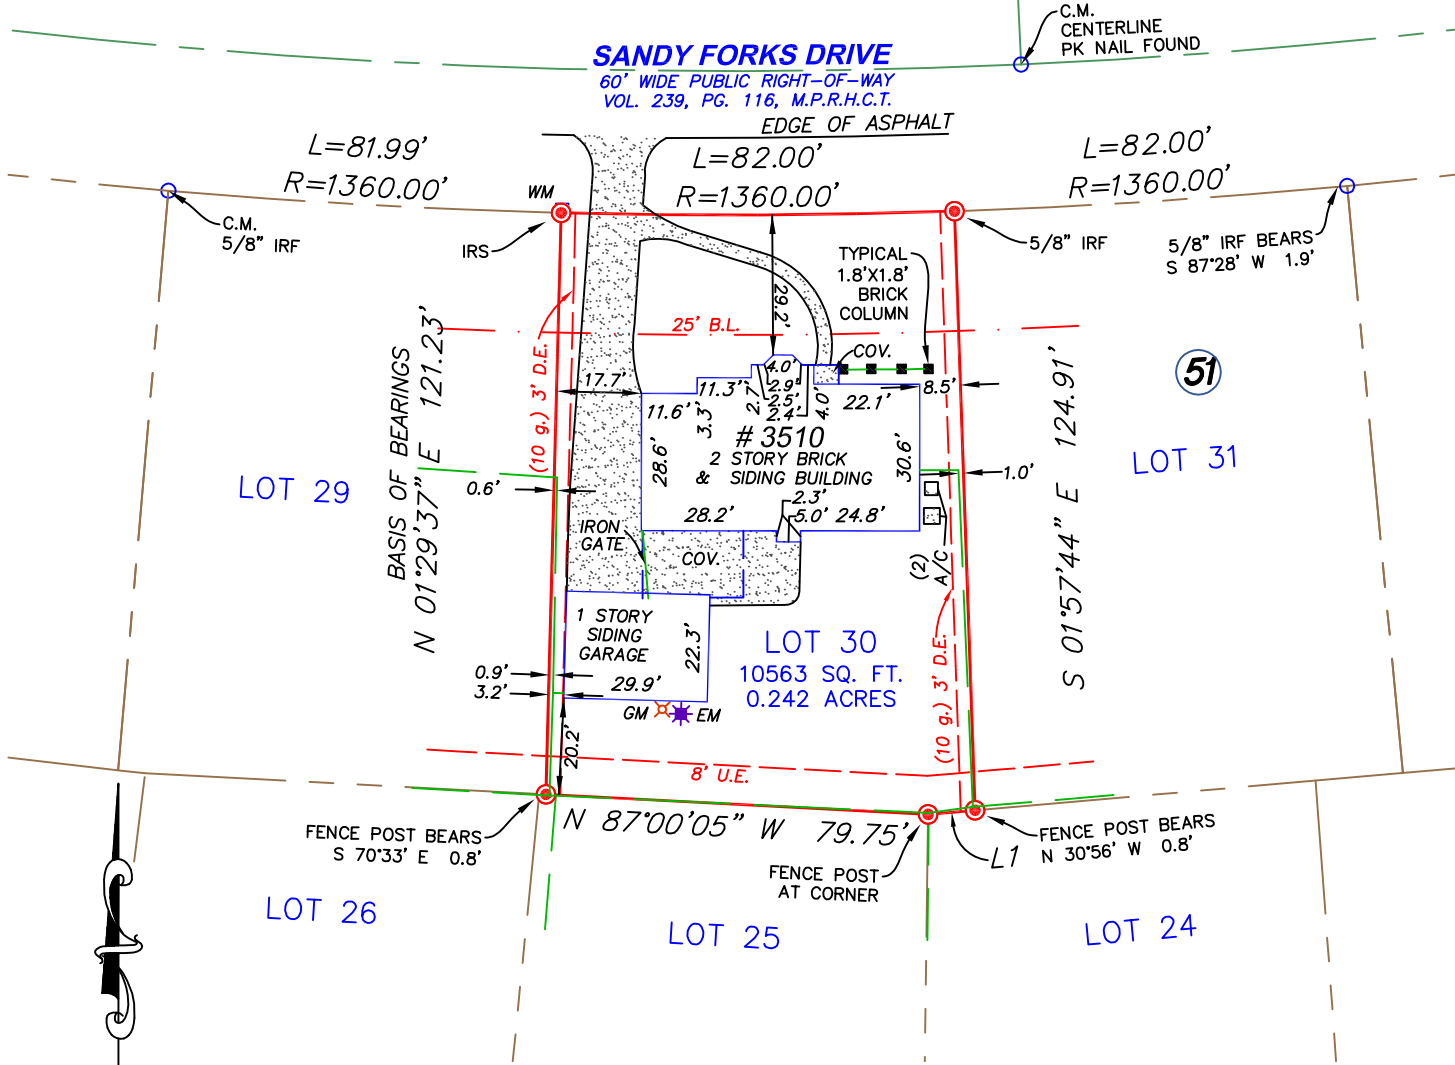 C.M.
CENTERLINE
PK NAIL FOUND
SANDY FORKS DRIVE
60' WIDE PUBLIC RIGHT-OF-WAY
VOL. 239, PG. 116, M.P.R.H.C.T.
EDGE OF ASPHALT
L=81.99'
R=1360.00'
L=82.00'
R=1360.00'
L=82.00'
R=1360.00'
WM
C.M.
5/8" IRF
IRS
5/8" IRF
5/8" IRF BEARS
S 87°28' W 1.9'
TYPICAL
1.8'X1.8'
BRICK
COLUMN
29.2'
25' B.L.
COV.
(10 g.) 3' D.E.
17.7'
11.3'
11.6'
3.3'
2.7'
4.0'
2.9'
2.5'
2.4'
4.0'
22.1'
8.5'
51
# 3510
2 STORY BRICK
& SIDING BUILDING
28.6'
30.6'
2.3'
5.0'
24.8'
28.2'
1.0'
0.6'
BASIS OF BEARINGS
N 01°29'37" E 121.23'
S 01°57'44" E 124.91'
LOT 29
LOT 31
IRON
GATE
COV.
(2)
A/C
1 STORY
SIDING
GARAGE
22.3'
29.9'
LOT 30
10563 SQ. FT.
0.242 ACRES
(10 g.) 3' D.E.
0.9'
3.2'
GM
EM
20.2'
8' U.E.
N 87°00'05" W 79.75'
FENCE POST BEARS
S 70°33' E 0.8'
FENCE POST
AT CORNER
L1
FENCE POST BEARS
N 30°56' W 0.8'
LOT 26
LOT 25
LOT 24